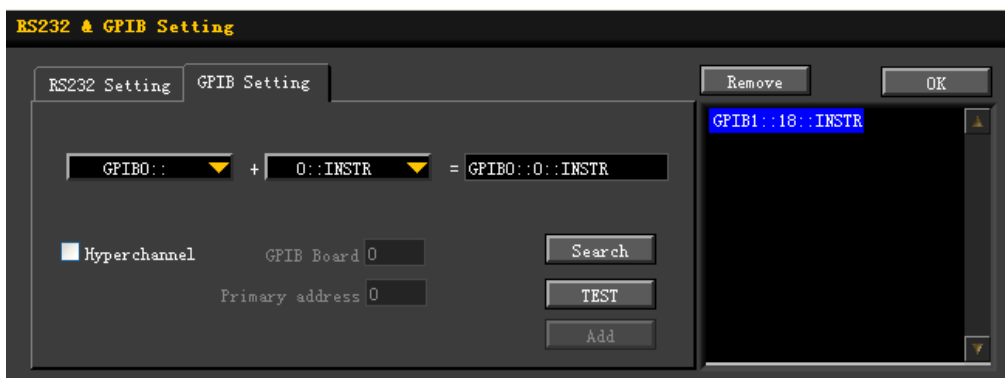 RS232 & GPIB Setting
RS232 Setting GPIB Setting
Remove OK
GPIB1::18::INSTR
GPIB0:: + 0::INSTR = GPIB0::0::INSTR
Hyperchannel GPIB Board 0 Search
Primary address 0 TEST
Add